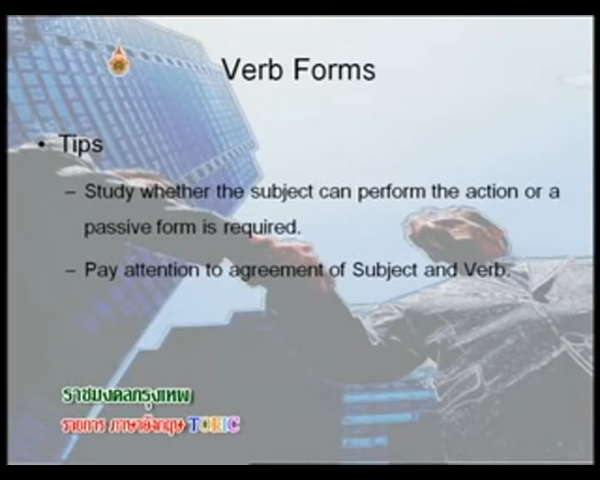 Verb Forms
• Tips
– Study whether the subject can perform the action or a
passive form is required.
– Pay attention to agreement of Subject and Verb.
ราชมงคลกรุงเทพ
รายการ ภาษาอังกฤษ TOEIC